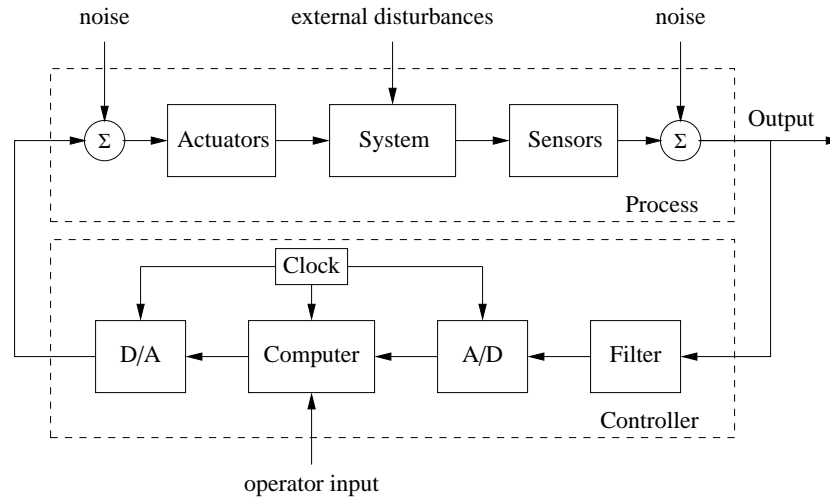 noise
external disturbances
noise
Σ
Actuators
System
Sensors
Σ
Output
Process
Clock
D/A
Computer
A/D
Filter
Controller
operator input